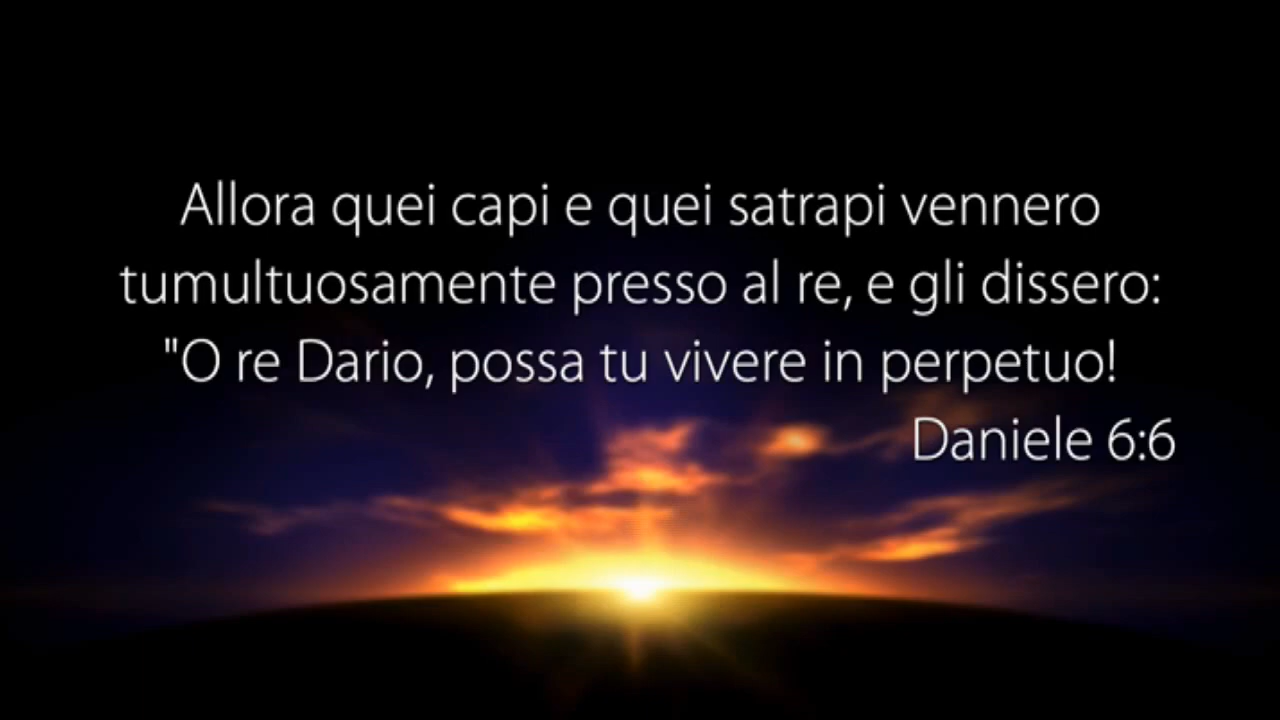 Allora quei capi e quei satrapi vennero
tumultuosamente presso al re, e gli dissero:
"O re Dario, possa tu vivere in perpetuo!
Daniele 6:6